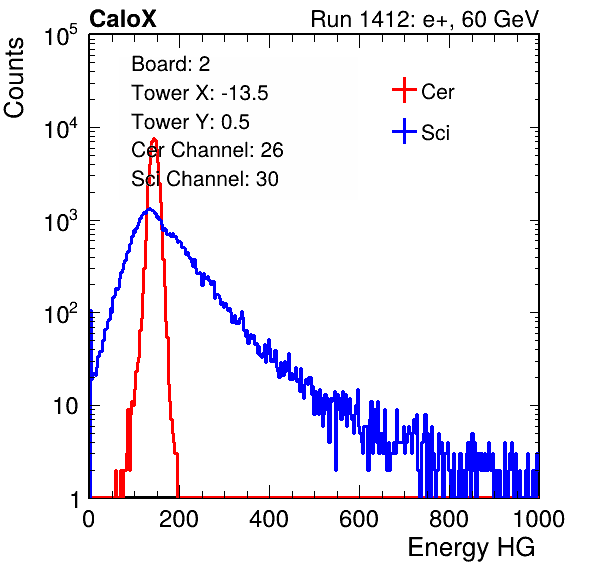 CaloX Run 1412: e+, 60 GeV
Counts
Board: 2
Tower X: -13.5
Tower Y: 0.5
Cer Channel: 26
Sci Channel: 30
Cer
Sci
10^5
10^4
10^3
10^2
10
1
0 200 400 600 800 1000
Energy HG